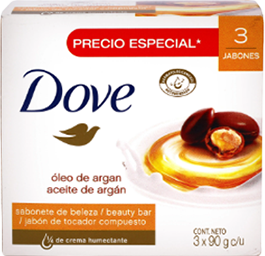 PRECIO ESPECIAL*
3
JABONES
Dove
óleo de argan
aceite de argán
sabonete de beleza / beauty bar
/ jabón de tocador compuesto
¼ de crema humectante
CONT. NETO
3 x 90 g c/u